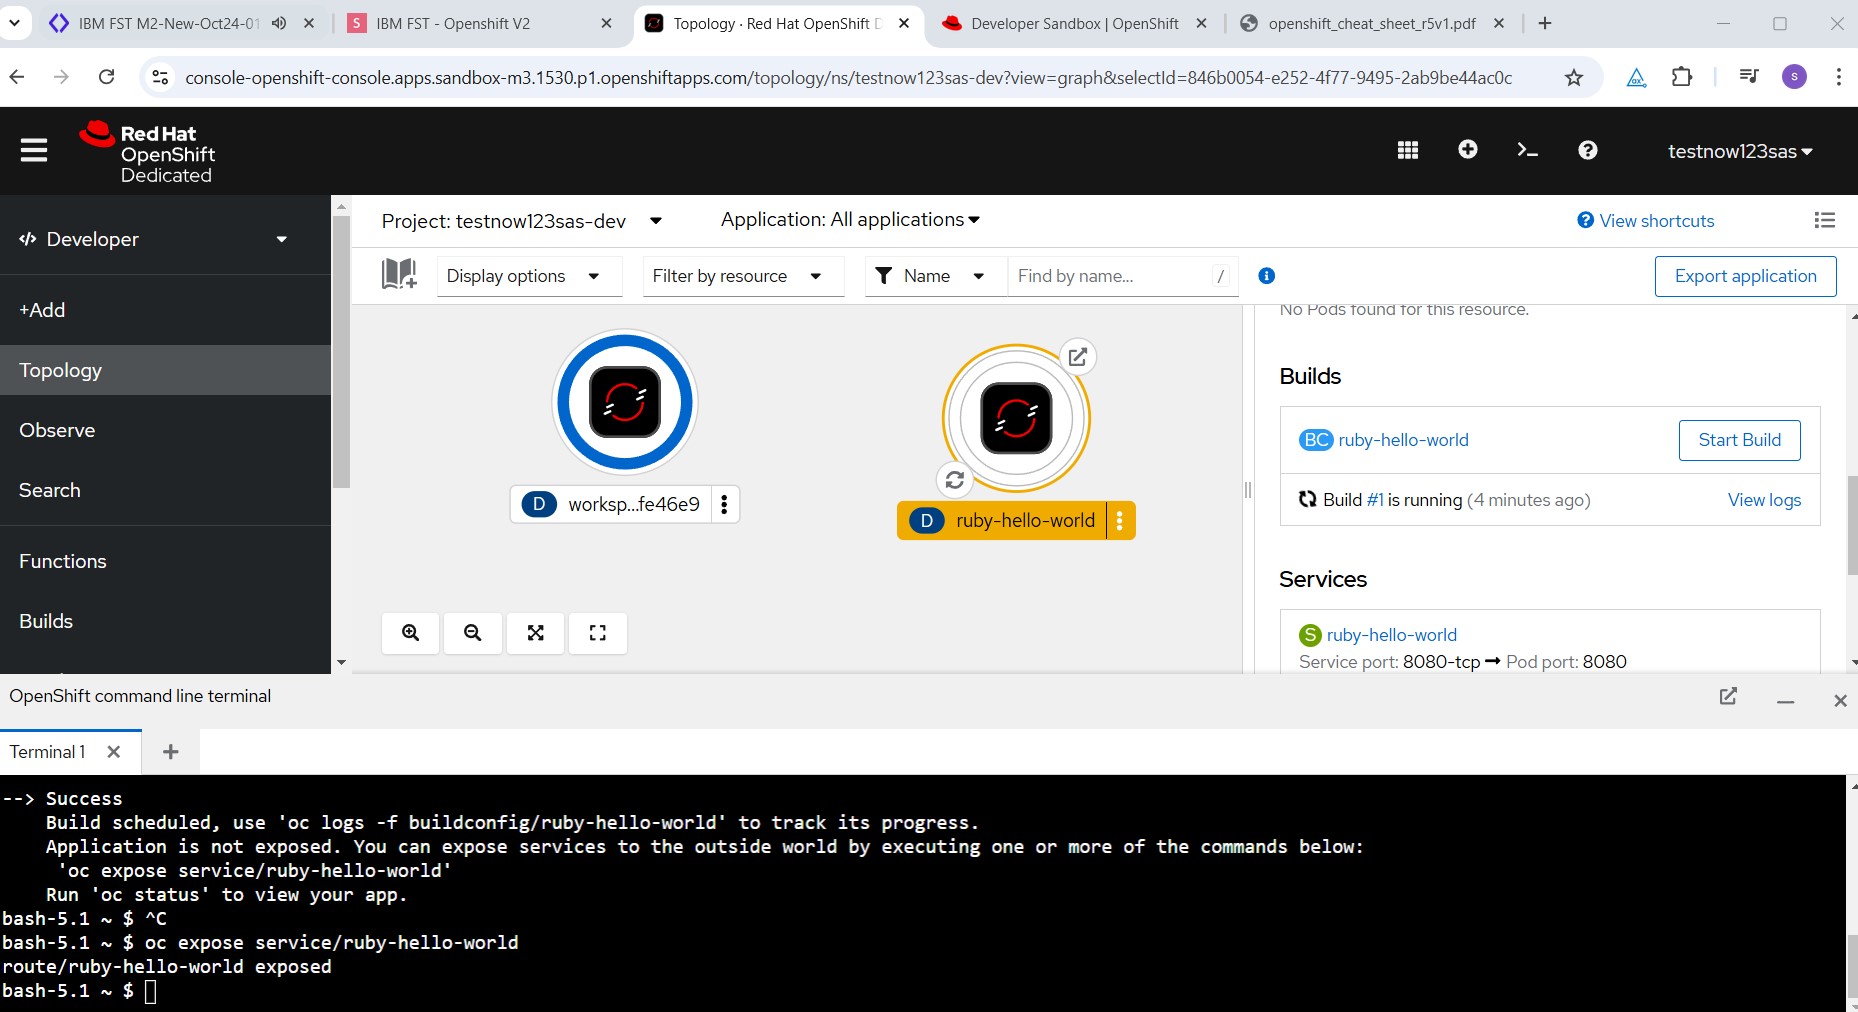 IBM FST M2-New-Oct24-01
IBM FST - Openshift V2
Topology · Red Hat OpenShift D
Developer Sandbox | OpenShift
openshift_cheat_sheet_r5v1.pdf
console-openshift-console.apps.sandbox-m3.1530.p1.openshiftapps.com/topology/ns/testnow123sas-dev?view=graph&selectId=846b0054-e252-4f77-9495-2ab9be44ac0c
S
Red Hat
OpenShift
Dedicated
testnow123sas
Developer
+Add
Topology
Observe
Search
Functions
Builds
Project: testnow123sas-dev
Application: All applications
View shortcuts
Display options
Filter by resource
Name
Find by name...
/
Export application
D worksp...fe46e9
D ruby-hello-world
No Pods found for this resource.
Builds
BC ruby-hello-world
Start Build
Build #1 is running (4 minutes ago)
View logs
Services
S ruby-hello-world
Service port: 8080-tcp → Pod port: 8080
OpenShift command line terminal
Terminal 1
--> Success
Build scheduled, use 'oc logs -f buildconfig/ruby-hello-world' to track its progress.
Application is not exposed. You can expose services to the outside world by executing one or more of the commands below:
'oc expose service/ruby-hello-world'
Run 'oc status' to view your app.
bash-5.1 ~ $ ^C
bash-5.1 ~ $ oc expose service/ruby-hello-world
route/ruby-hello-world exposed
bash-5.1 ~ $